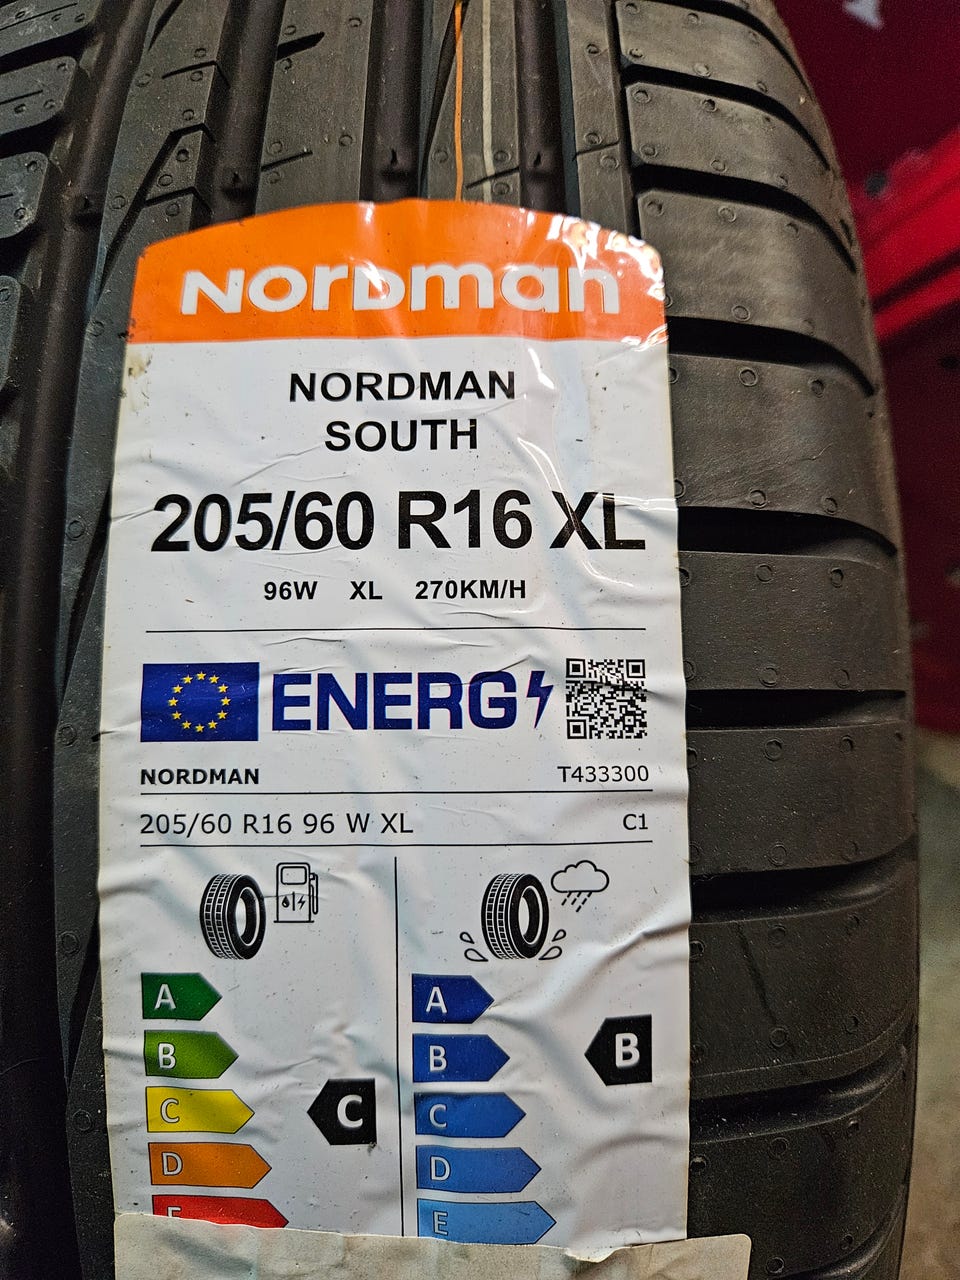 Nordman
NORDMAN
SOUTH
205/60 R16 XL
96W XL 270KM/H
ENERG
NORDMAN T433300
205/60 R16 96 W XL C1
A A
B B B
C C C
D D
E E